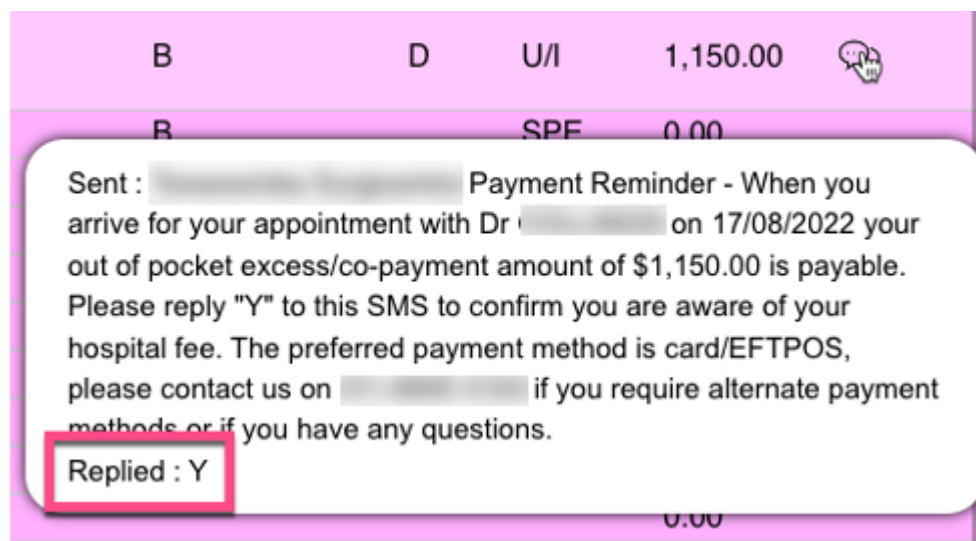 B D U/I 1,150.00
B SPE 0.00
Sent : Payment Reminder - When you
arrive for your appointment with Dr on 17/08/2022 your
out of pocket excess/co-payment amount of $1,150.00 is payable.
Please reply "Y" to this SMS to confirm you are aware of your
hospital fee. The preferred payment method is card/EFTPOS,
please contact us on if you require alternate payment
methods or if you have any questions.
Replied : Y
0.00